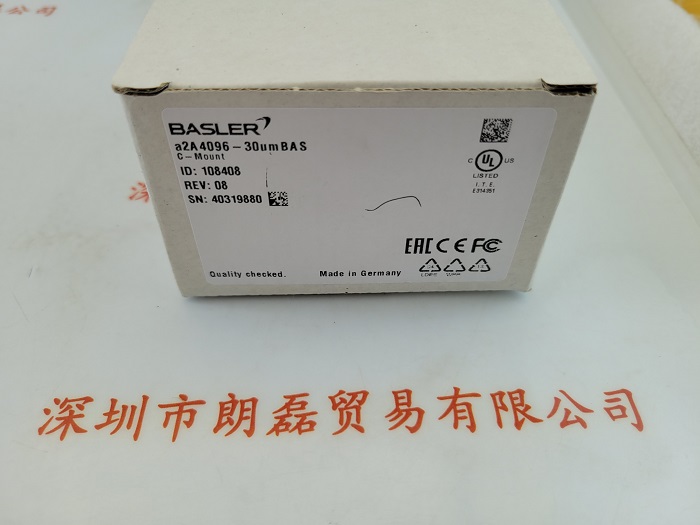 BASLER
a2A4096-30umBAS
C-Mount
ID: 108408
REV: 08
SN: 40319880
C UL US
LISTED
I.T.E.
E314351
EAC CE FC
Quality checked.
Made in Germany
深圳市朗磊贸易有限公司